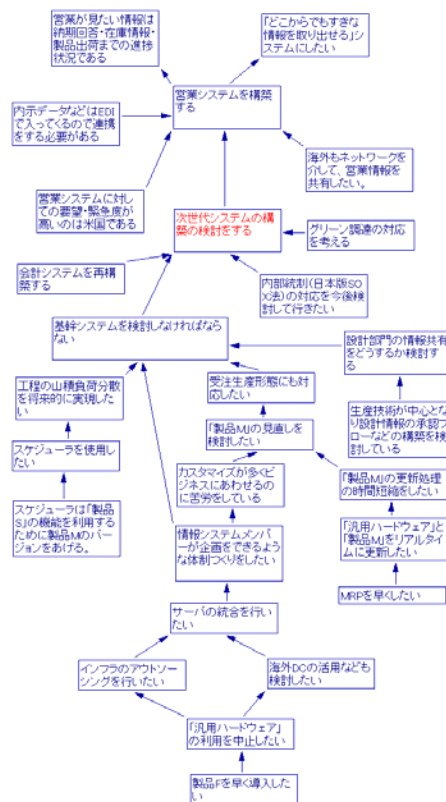 営業が見たい情報は
納期回答・在庫情報・
製品出荷までの進捗
状況である
「どこからでもすきな
情報を取り出せる」シ
ステムにしたい
営業システムを構築
する
内示データなどはEDI
で入ってくるので連携
をする必要がある
海外もネットワークを
介して、営業情報を
共有したい。
営業システムに対し
ての要望・緊急度が
高いのは米国である
次世代システムの構
築の検討をする
グリーン調達の対応
を考える
会計システムを再構
築する
内部統制(日本版SO
X法)の対応を今後検
討して行きたい
基幹システムを検討しなければなら
ない
設計部門の情報共有
をどうするか検討す
る
工程の山積負荷分散
を将来的に実現したい
受注生産形態にも対
応したい
生産技術が中心とな
り設計情報の承認フ
ローなどの構築を検
討している
「製品M」の見直しを
検討したい
スケジューラを使用し
たい
カスタマイズが多くビ
ジネスにあわせるの
に苦労をしている
「製品M」の更新処理
の時間短縮をしたい
スケジューラは「製品
S」の機能を利用する
ために製品Mのバー
ジョンをあげる。
情報システムメンバ
ーが企画をできるよう
な体制つくりをしたい
「汎用ハードウェア」と
「製品M」をリアルタイ
ムに更新したい
MRPを早くしたい
サーバの統合を行い
たい
インフラのアウトソー
シングを行いたい
海外DCの活用なども
検討したい
「汎用ハードウェア」
の利用を中止したい
製品Fを早く導入した
い